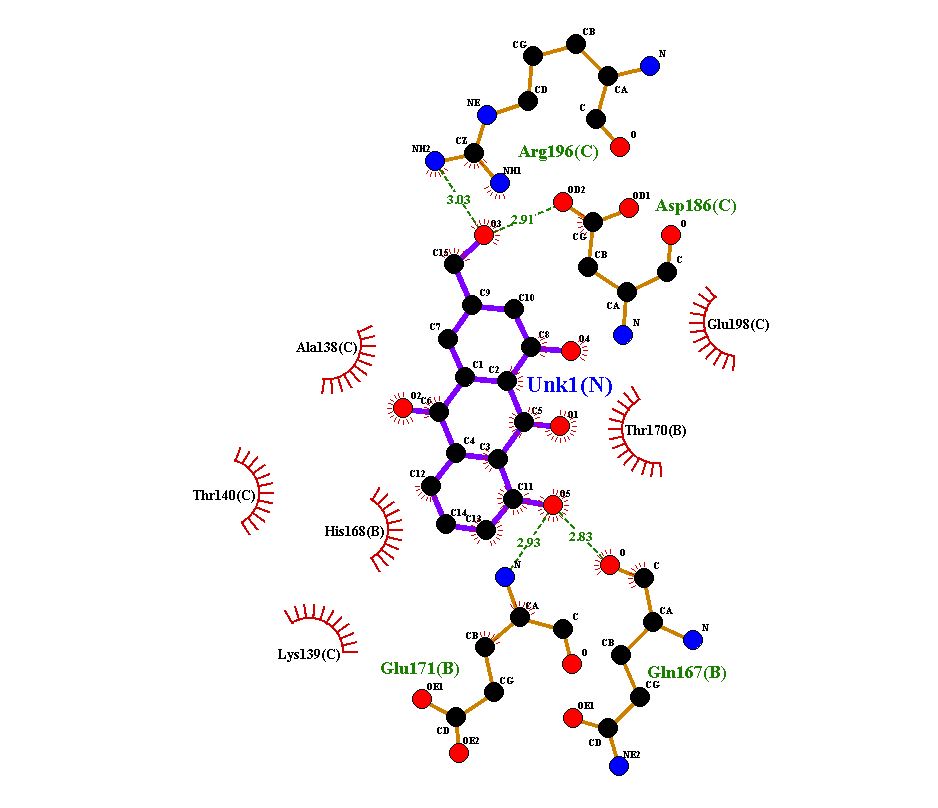 CB
CG
N
CA
CD
NE
C
O
CZ
Arg196(C)
NH2
NH1
3.03
OD2
OD1
Asp186(C)
2.91
O3
O
CG
C15
CB
C
CA
C9
C10
N
Glu198(C)
C7
C8
O4
Ala138(C)
C1
C2
Unk1(N)
O2
C6
C5
O1
Thr170(B)
C4
C3
C12
C11
O5
Thr140(C)
C14
C13
His168(B)
2.93
2.83
O
C
N
CA
C
CA
N
CB
O
CB
Lys139(C)
Glu171(B)
Gln167(B)
CG
CG
OE1
OE1
CD
CD
OE2
NE2